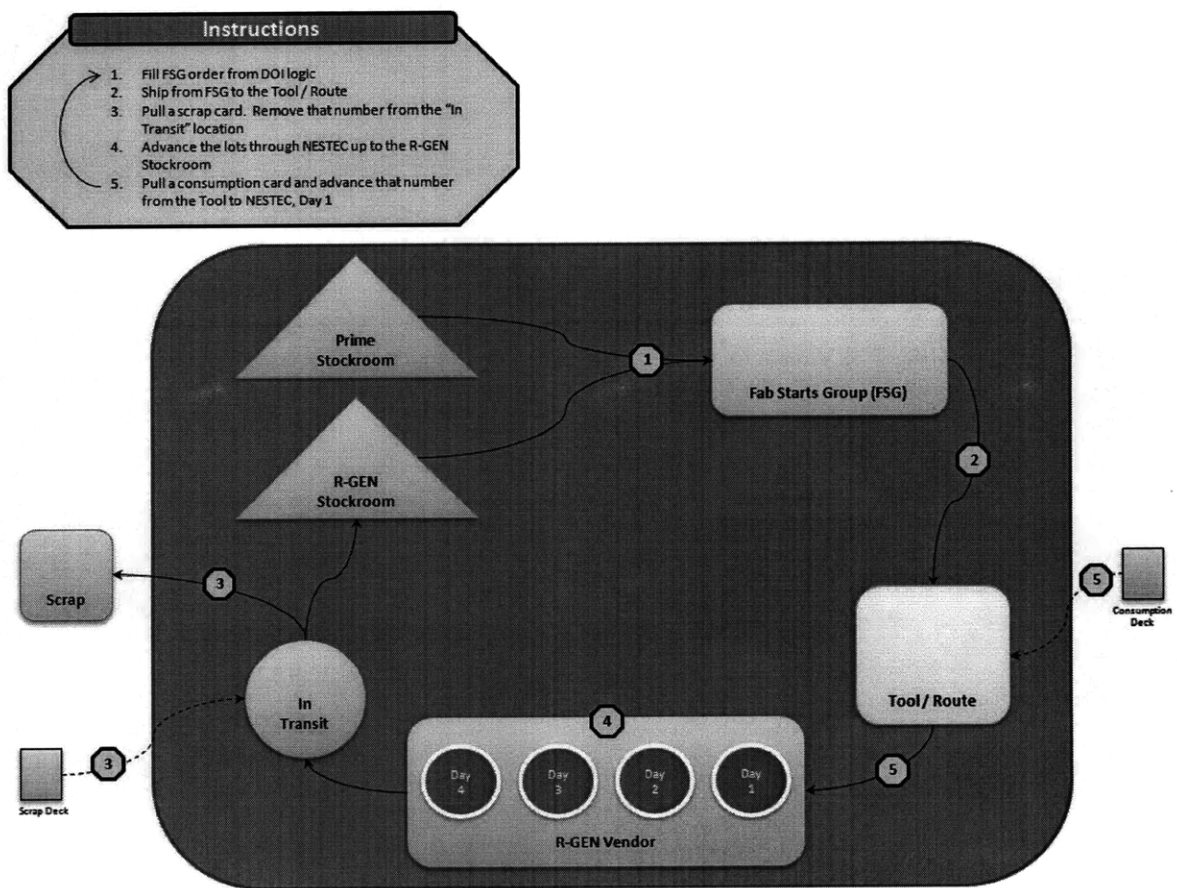 Instructions
1. Fill FSG order from DOI logic
2. Ship from FSG to the Tool / Route
3. Pull a scrap card. Remove that number from the "In
Transit" location
4. Advance the lots through NESTEC up to the R-GEN
Stockroom
5. Pull a consumption card and advance that number
from the Tool to NESTEC, Day 1
Prime
Stockroom
1
Fab Starts Group (FSG)
2
R-GEN
Stockroom
3
Scrap
5
Consumption
Deck
In
Transit
Tool / Route
4
3
Scrap Deck
Day
4
Day
3
Day
2
Day
1
5
R-GEN Vendor